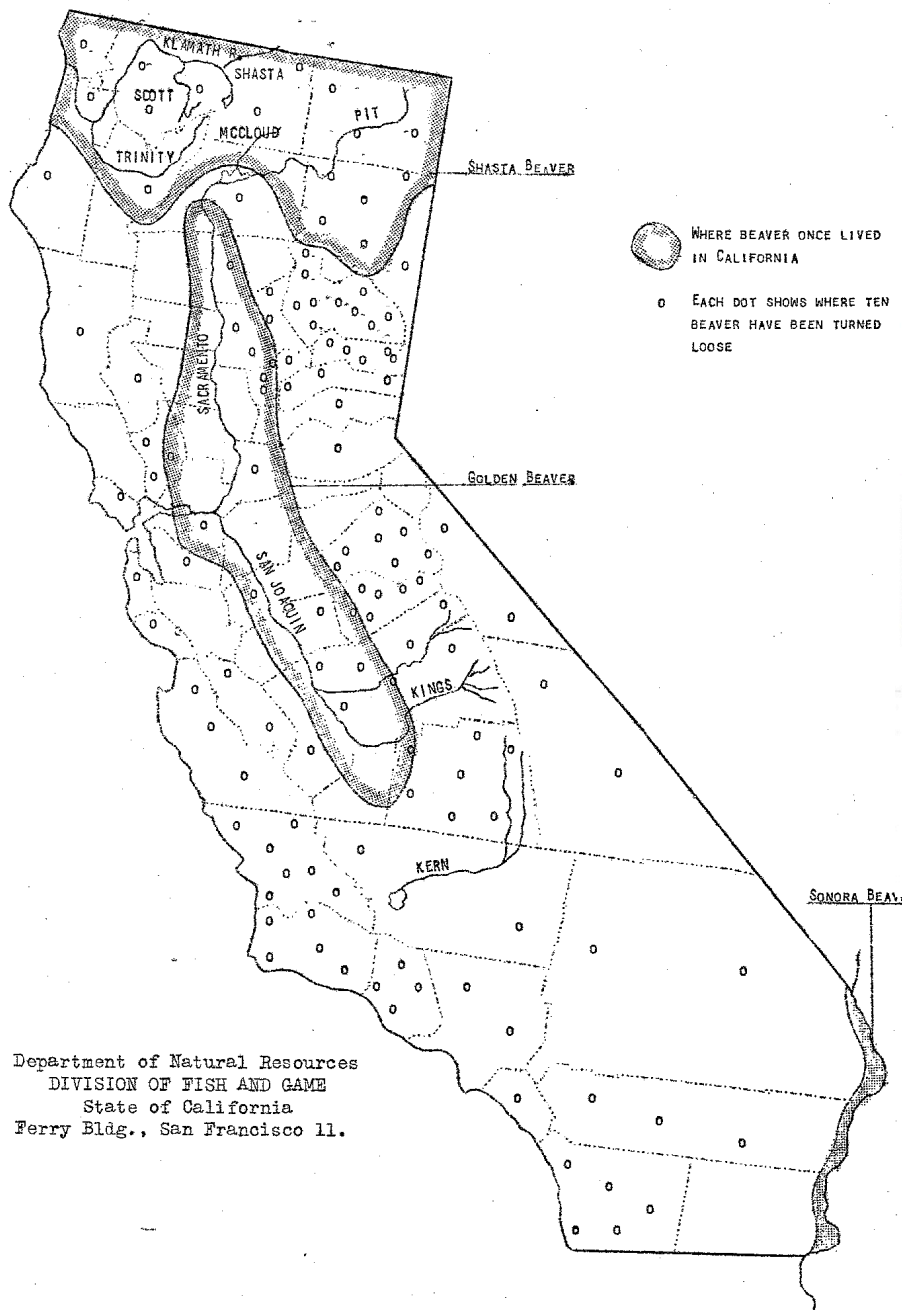 KLAMATH R.
SHASTA
SCOTT
PIT
MCCLOUD
TRINITY
SHASTA BEAVER
WHERE BEAVER ONCE LIVED
IN CALIFORNIA
EACH DOT SHOWS WHERE TEN
BEAVER HAVE BEEN TURNED
LOOSE
SACRAMENTO
GOLDEN BEAVER
SAN JOAQUIN
KINGS
KERN
SONORA BEAV
Department of Natural Resources
DIVISION OF FISH AND GAME
State of California
Ferry Bldg., San Francisco 11.